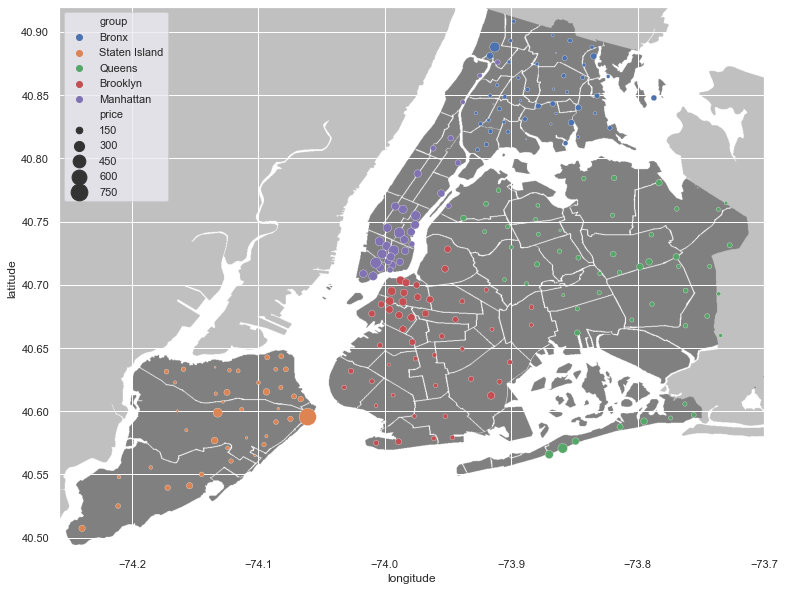 group
Bronx
Staten Island
Queens
Brooklyn
Manhattan
price
150
300
450
600
750
40.90
40.85
40.80
40.75
40.70
40.65
40.60
40.55
40.50
latitude
−74.2 −74.1 −74.0 −73.9 −73.8 −73.7
longitude